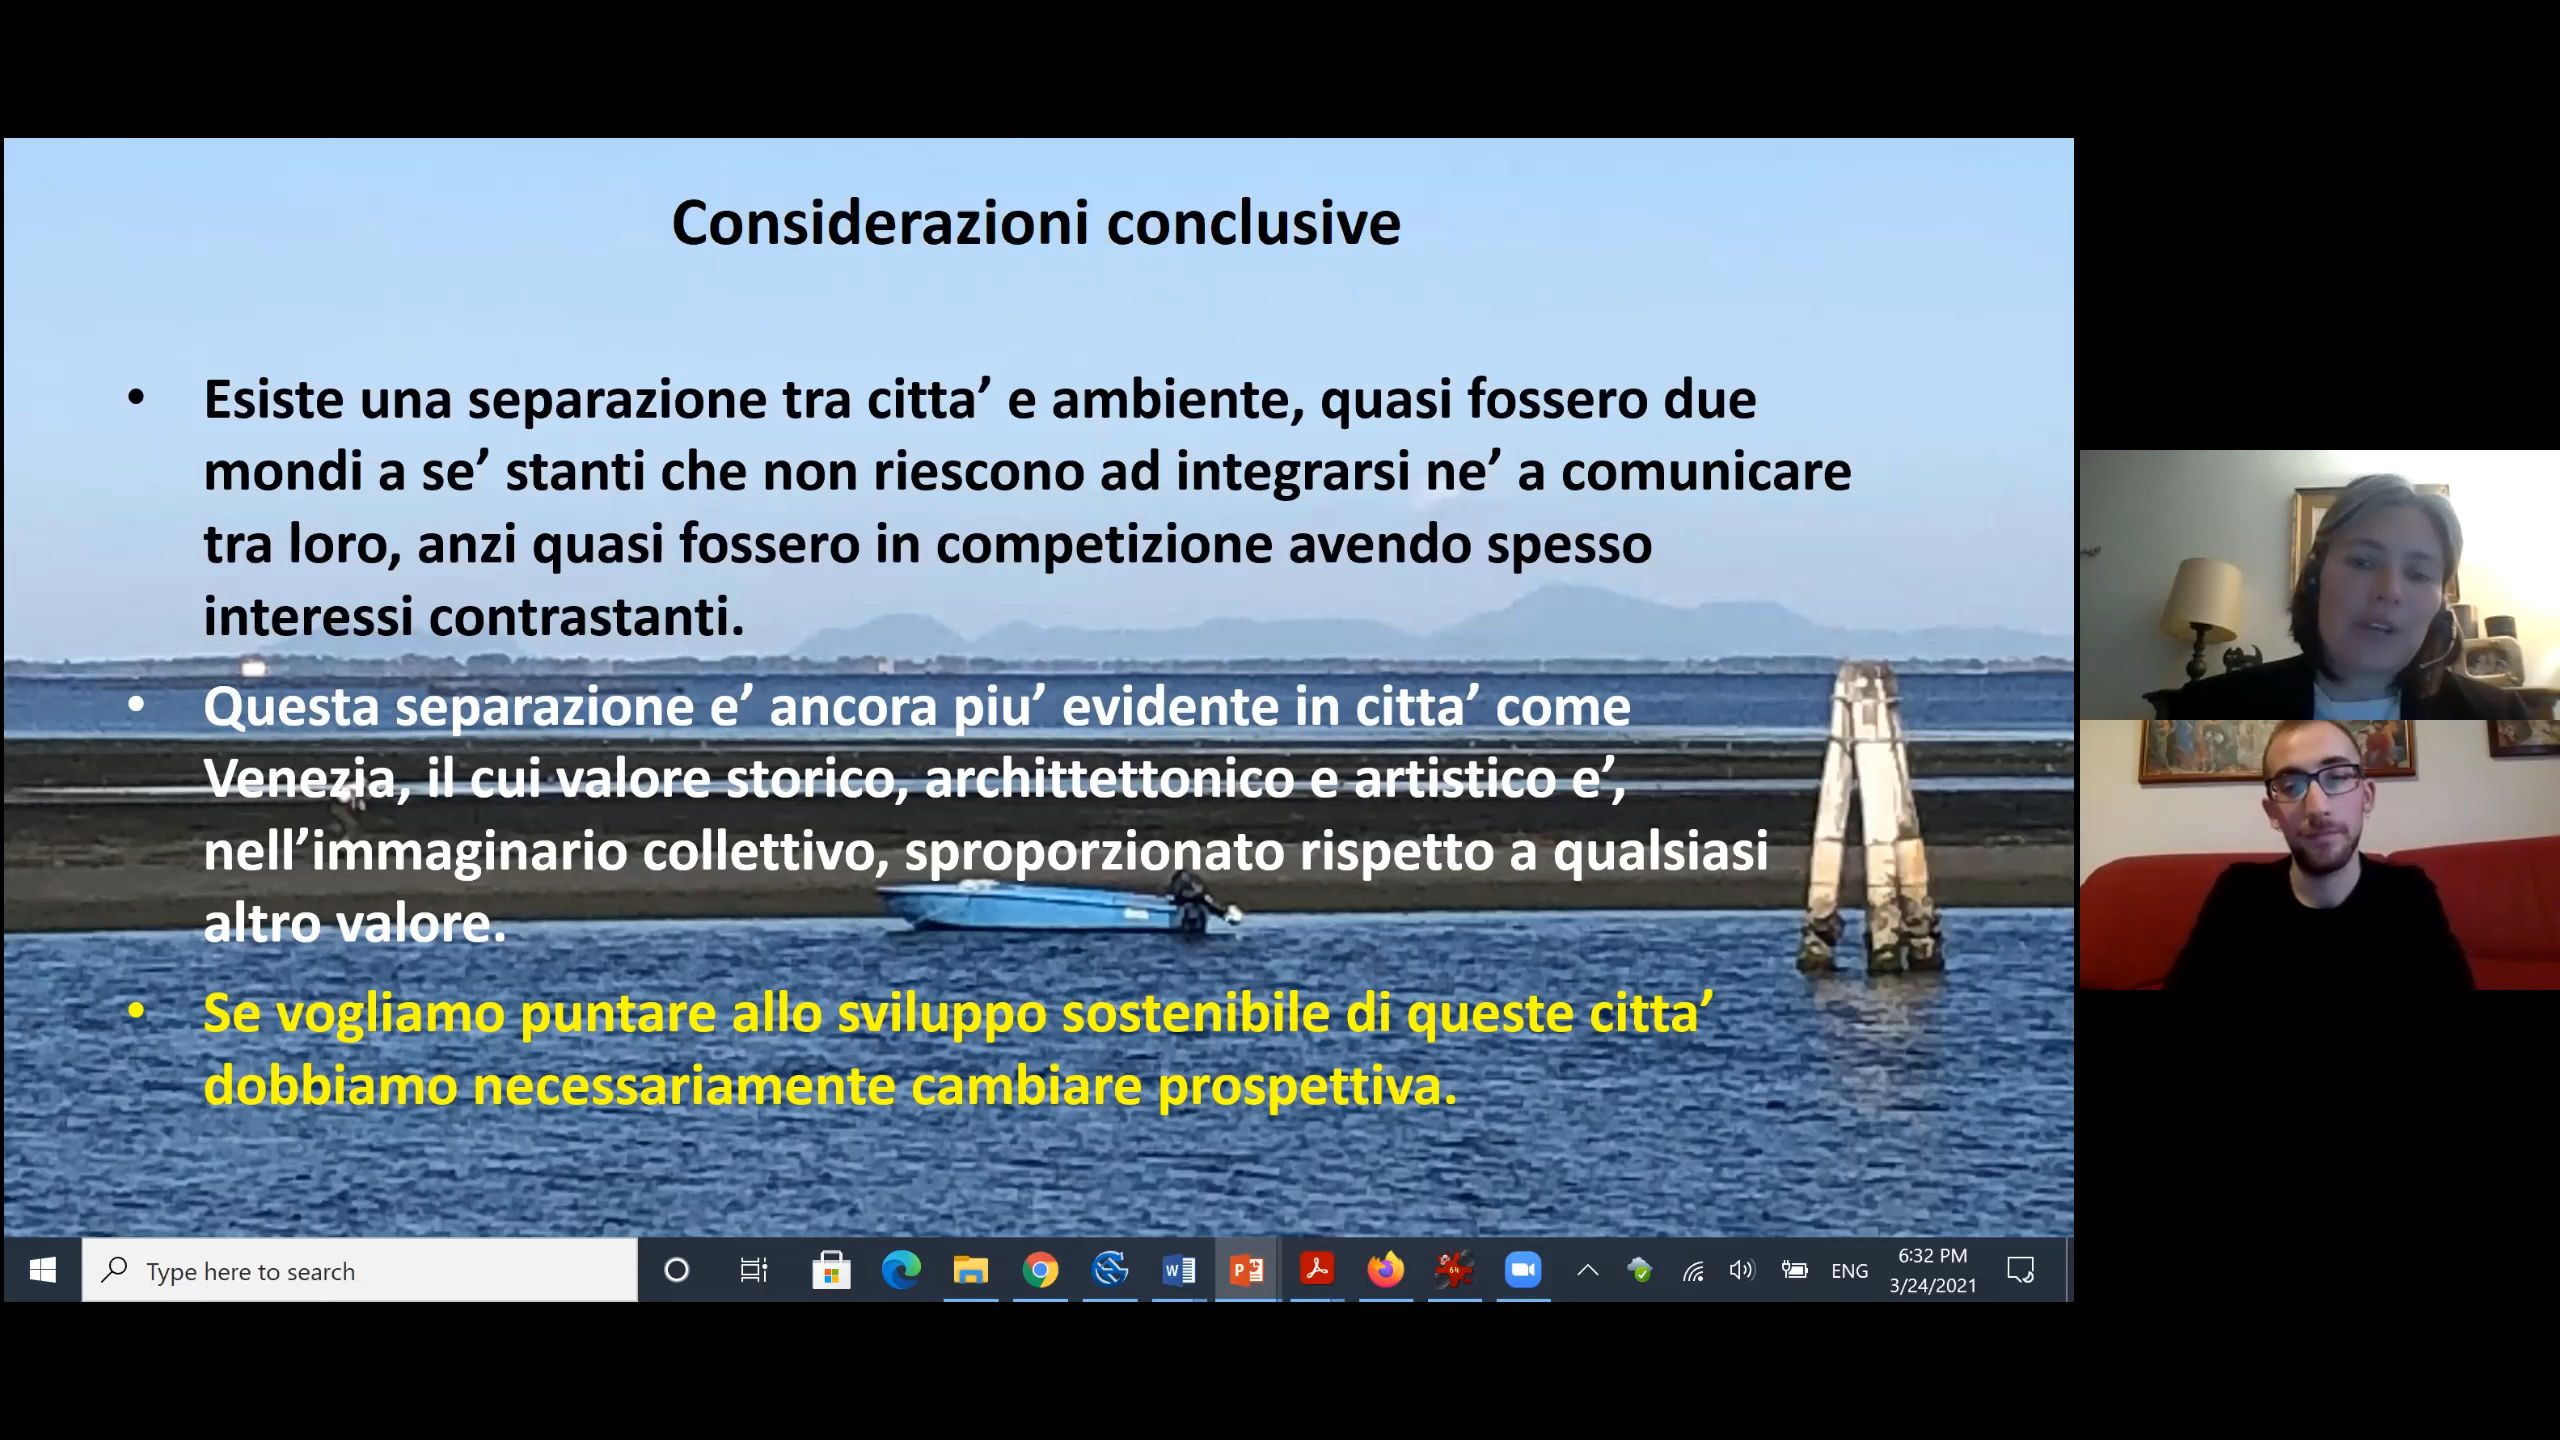 Considerazioni conclusive
• Esiste una separazione tra citta’ e ambiente, quasi fossero due
mondi a se’ stanti che non riescono ad integrarsi ne’ a comunicare
tra loro, anzi quasi fossero in competizione avendo spesso
interessi contrastanti.
• Questa separazione e’ ancora piu’ evidente in citta’ come
Venezia, il cui valore storico, archittettonico e artistico e’,
nell’immaginario collettivo, sproporzionato rispetto a qualsiasi
altro valore.
• Se vogliamo puntare allo sviluppo sostenibile di queste citta’
dobbiamo necessariamente cambiare prospettiva.
Type here to search
W
P
64
ENG
6:32 PM
3/24/2021